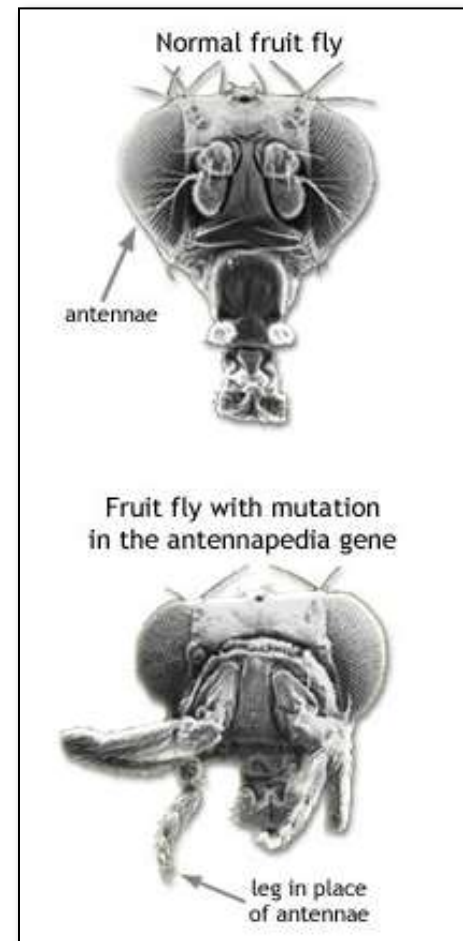 Normal fruit fly
antennae
Fruit fly with mutation
in the antennapedia gene
leg in place
of antennae